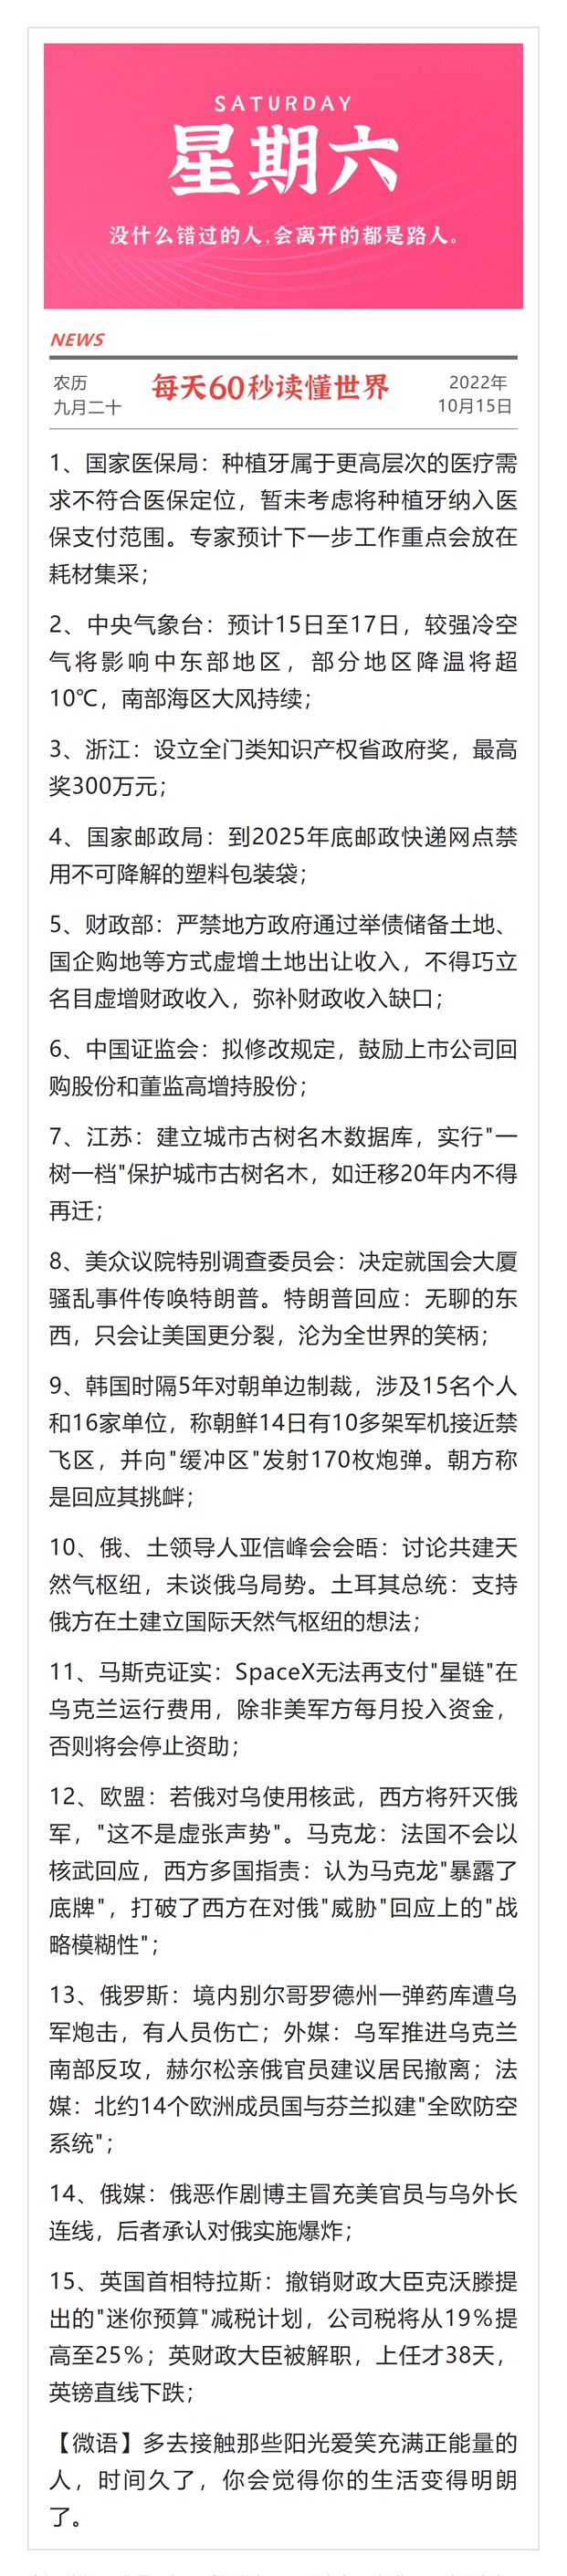 SATURDAY
星期六
没什么错过的人,会离开的都是路人。
NEWS
农历
九月二十
每天60秒读懂世界
2022年
10月15日
1、国家医保局：种植牙属于更高层次的医疗需
求不符合医保定位，暂未考虑将种植牙纳入医
保支付范围。专家预计下一步工作重点会放在
耗材集采；
2、中央气象台：预计15日至17日，较强冷空
气将影响中东部地区，部分地区降温将超
10℃，南部海区大风持续；
3、浙江：设立全门类知识产权省政府奖，最高
奖300万元；
4、国家邮政局：到2025年底邮政快递网点禁
用不可降解的塑料包装袋；
5、财政部：严禁地方政府通过举债储备土地、
国企购地等方式虚增土地出让收入，不得巧立
名目虚增财政收入，弥补财政收入缺口；
6、中国证监会：拟修改规定，鼓励上市公司回
购股份和董监高增持股份；
7、江苏：建立城市古树名木数据库，实行"一
树一档"保护城市古树名木，如迁移20年内不得
再迁；
8、美众议院特别调查委员会：决定就国会大厦
骚乱事件传唤特朗普。特朗普回应：无聊的东
西，只会让美国更分裂，沦为全世界的笑柄；
9、韩国时隔5年对朝单边制裁，涉及15名个人
和16家单位，称朝鲜14日有10多架军机接近禁
飞区，并向"缓冲区"发射170枚炮弹。朝方称
是回应其挑衅；
10、俄、土领导人亚信峰会会晤：讨论共建天
然气枢纽，未谈俄乌局势。土耳其总统：支持
俄方在土建立国际天然气枢纽的想法；
11、马斯克证实：SpaceX无法再支付"星链"在
乌克兰运行费用，除非美军方每月投入资金，
否则将会停止资助；
12、欧盟：若俄对乌使用核武，西方将歼灭俄
军，"这不是虚张声势"。马克龙：法国不会以
核武回应，西方多国指责：认为马克龙"暴露了
底牌"，打破了西方在对俄"威胁"回应上的"战
略模糊性"；
13、俄罗斯：境内别尔哥罗德州一弹药库遭乌
军炮击，有人员伤亡；外媒：乌军推进乌克兰
南部反攻，赫尔松亲俄官员建议居民撤离；法
媒：北约14个欧洲成员国与芬兰拟建"全欧防空
系统"；
14、俄媒：俄恶作剧博主冒充美官员与乌外长
连线，后者承认对俄实施爆炸；
15、英国首相特拉斯：撤销财政大臣克沃滕提
出的"迷你预算"减税计划，公司税将从19%提
高至25%；英财政大臣被解职，上任才38天，
英镑直线下跌；
【微语】多去接触那些阳光爱笑充满正能量的
人，时间久了，你会觉得你的生活变得明朗
了。